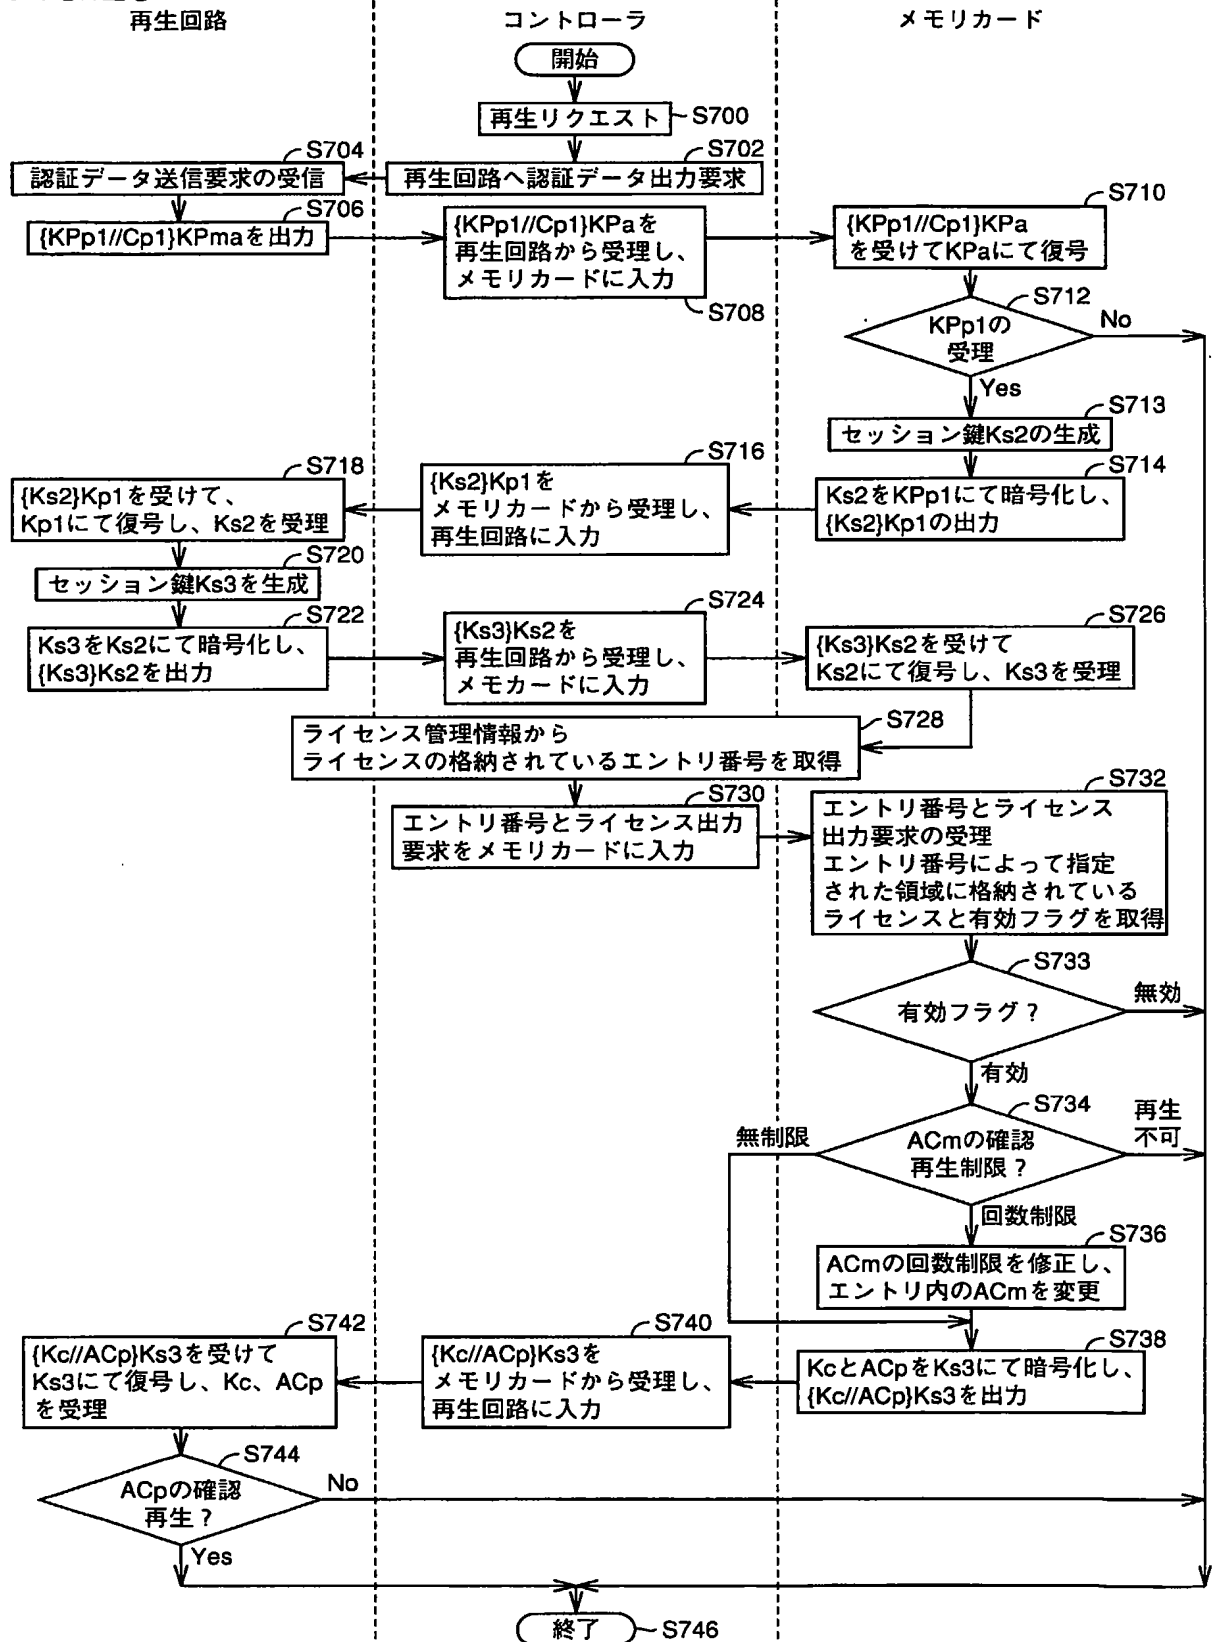 再生回路
コントローラ
メモリカード
開始
再生リクエスト
S700
S704
認証データ送信要求の受信
S702
再生回路へ認証データ出力要求
S706
{KPp1//Cp1}KPmaを出力
{KPp1//Cp1}KPaを
再生回路から受理し、
メモリカードに入力
S708
S710
{KPp1//Cp1}KPa
を受けてKPaにて復号
S712
KPp1の
受理
No
Yes
S713
セッション鍵Ks2の生成
S714
Ks2をKPp1にて暗号化し、
{Ks2}Kp1の出力
S716
{Ks2}Kp1を
メモリカードから受理し、
再生回路に入力
S718
{Ks2}Kp1を受けて、
Kp1にて復号し、Ks2を受理
S720
セッション鍵Ks3を生成
S722
Ks3をKs2にて暗号化し、
{Ks3}Ks2を出力
S724
{Ks3}Ks2を
再生回路から受理し、
メモカードに入力
S726
{Ks3}Ks2を受けて
Ks2にて復号し、Ks3を受理
S728
ライセンス管理情報から
ライセンスの格納されているエントリ番号を取得
S730
エントリ番号とライセンス出力
要求をメモリカードに入力
S732
エントリ番号とライセンス
出力要求の受理
エントリ番号によって指定
された領域に格納されている
ライセンスと有効フラグを取得
S733
有効フラグ?
無効
有効
S734
ACmの確認
再生制限?
無制限
再生
不可
回数制限
S736
ACmの回数制限を修正し、
エントリ内のACmを変更
S738
KcとACpをKs3にて暗号化し、
{Kc//ACp}Ks3を出力
S740
{Kc//ACp}Ks3を
メモリカードから受理し、
再生回路に入力
S742
{Kc//ACp}Ks3を受けて
Ks3にて復号し、Kc、ACp
を受理
S744
ACpの確認
再生?
No
Yes
終了
S746